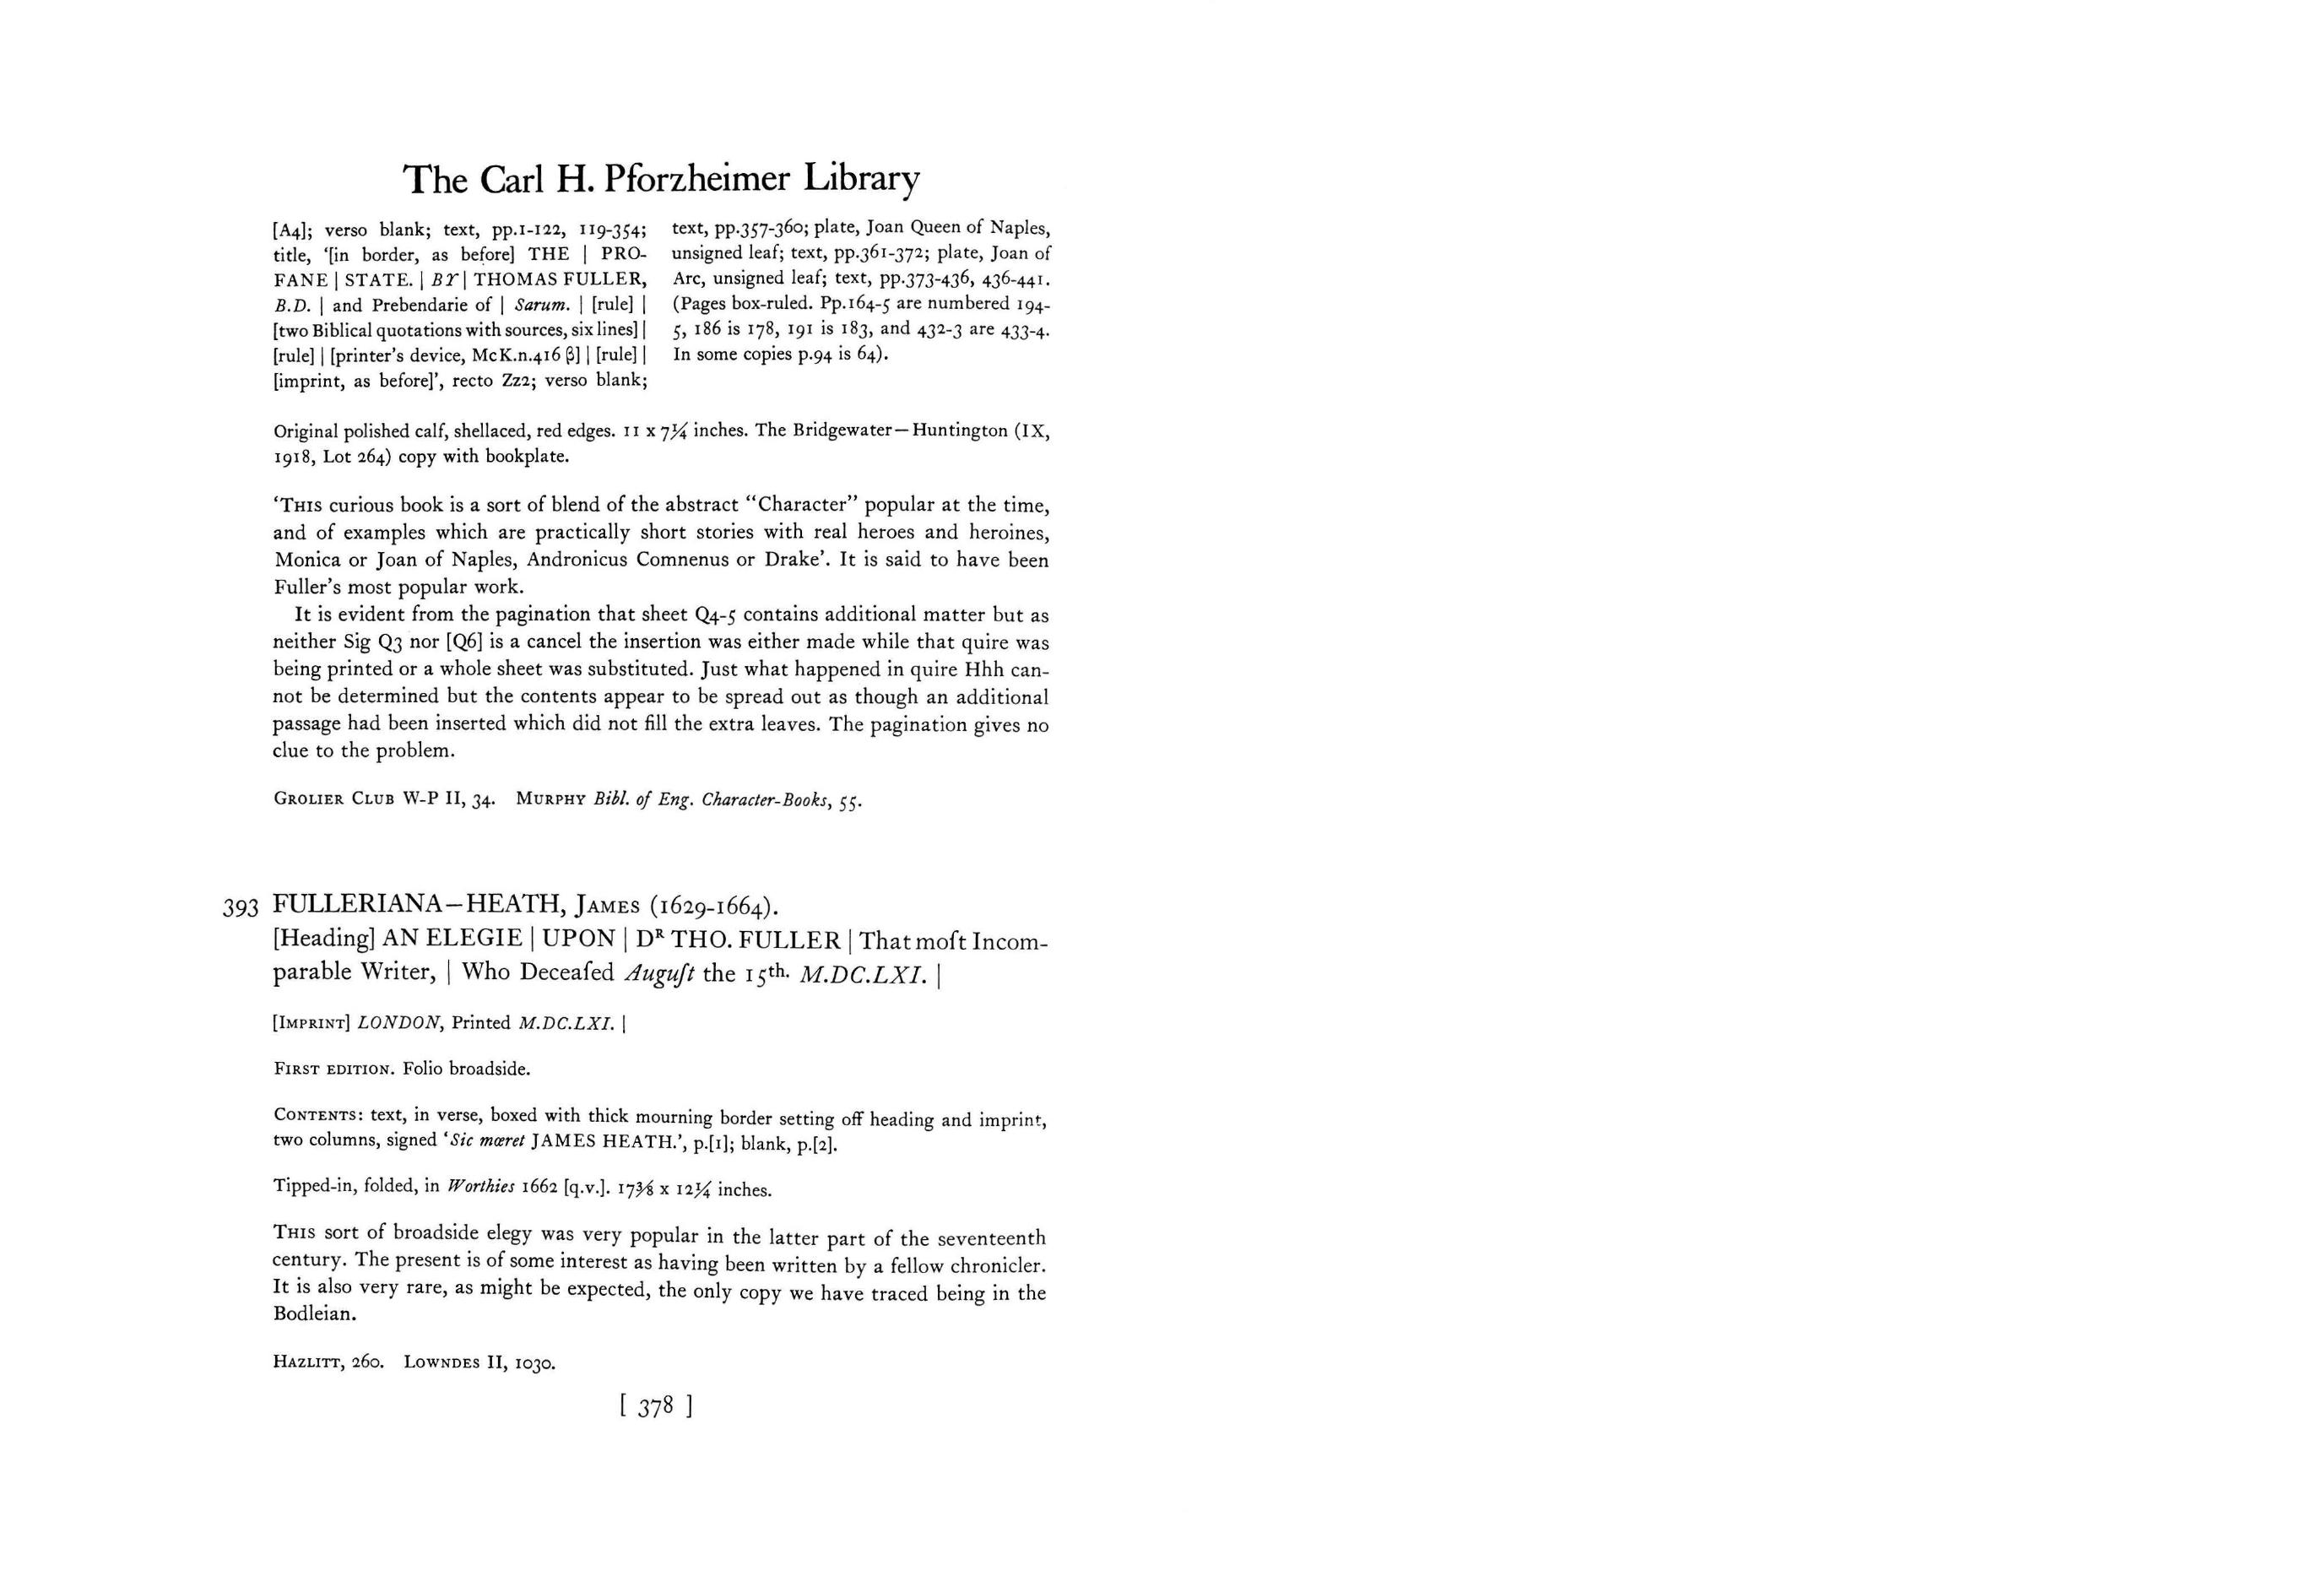 The Carl H. Pforzheimer Library
[A4]; verso blank; text, pp.1-122, 119-354;
title, ‘[in border, as before] THE | PRO-
FANE | STATE. | BY | THOMAS FULLER,
B.D. | and Prebendarie of | Sarum. | [rule] |
[two Biblical quotations with sources, six lines] |
[rule] | [printer's device, McK.n.416 β] | [rule] |
[imprint, as before]’, recto Zz2; verso blank;
text, pp.357-360; plate, Joan Queen of Naples,
unsigned leaf; text, pp.361-372; plate, Joan of
Arc, unsigned leaf; text, pp.373-436, 436-441.
(Pages box-ruled. Pp.164-5 are numbered 194-
5, 186 is 178, 191 is 183, and 432-3 are 433-4.
In some copies p.94 is 64).
Original polished calf, shellaced, red edges. 11 x 7¼ inches. The Bridgewater—Huntington (IX,
1918, Lot 264) copy with bookplate.
‘THIS curious book is a sort of blend of the abstract “Character” popular at the time,
and of examples which are practically short stories with real heroes and heroines,
Monica or Joan of Naples, Andronicus Comnenus or Drake’. It is said to have been
Fuller's most popular work.
It is evident from the pagination that sheet Q4-5 contains additional matter but as
neither Sig Q3 nor [Q6] is a cancel the insertion was either made while that quire was
being printed or a whole sheet was substituted. Just what happened in quire Hhh can-
not be determined but the contents appear to be spread out as though an additional
passage had been inserted which did not fill the extra leaves. The pagination gives no
clue to the problem.
GROLIER CLUB W-P II, 34. MURPHY Bibl. of Eng. Character-Books, 55.
393 FULLERIANA—HEATH, JAMES (1629-1664).
[Heading] AN ELEGIE | UPON | Dᴿ THO. FULLER | That moſt Incom-
parable Writer, | Who Deceaſed Auguſt the 15th. M.DC.LXI. |
[IMPRINT] LONDON, Printed M.DC.LXI. |
FIRST EDITION. Folio broadside.
CONTENTS: text, in verse, boxed with thick mourning border setting off heading and imprint,
two columns, signed ‘Sic mœret JAMES HEATH.’, p.[1]; blank, p.[2].
Tipped-in, folded, in Worthies 1662 [q.v.]. 17⅜ x 12¼ inches.
THIS sort of broadside elegy was very popular in the latter part of the seventeenth
century. The present is of some interest as having been written by a fellow chronicler.
It is also very rare, as might be expected, the only copy we have traced being in the
Bodleian.
HAZLITT, 260. LOWNDES II, 1030.
[ 378 ]